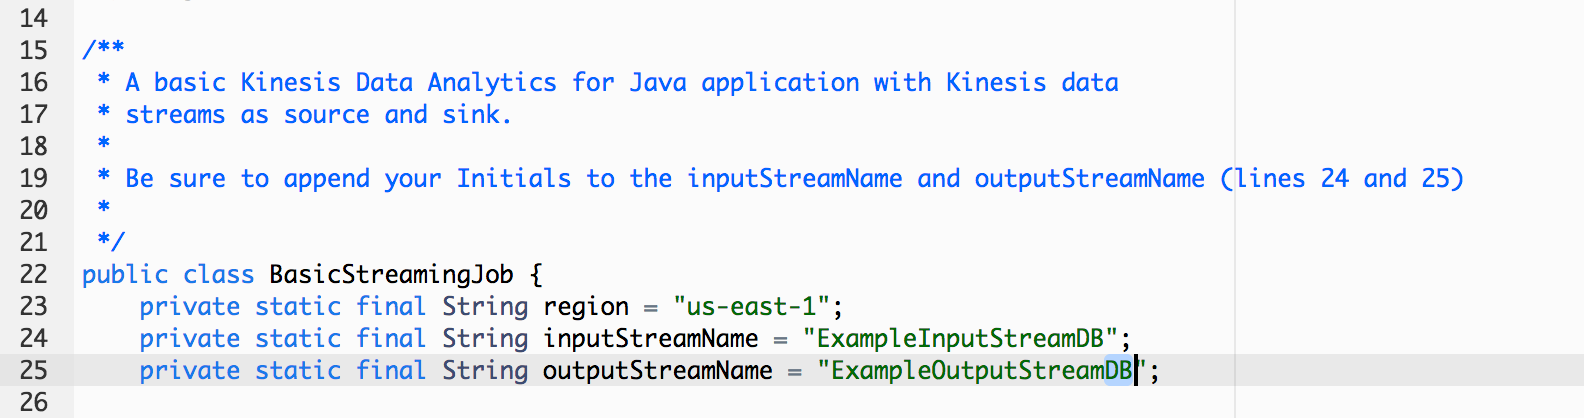 14
15 /**
16 * A basic Kinesis Data Analytics for Java application with Kinesis data
17 * streams as source and sink.
18 *
19 * Be sure to append your Initials to the inputStreamName and outputStreamName (lines 24 and 25)
20 *
21 */
22 public class BasicStreamingJob {
23 private static final String region = "us-east-1";
24 private static final String inputStreamName = "ExampleInputStreamDB";
25 private static final String outputStreamName = "ExampleOutputStreamDB";
26